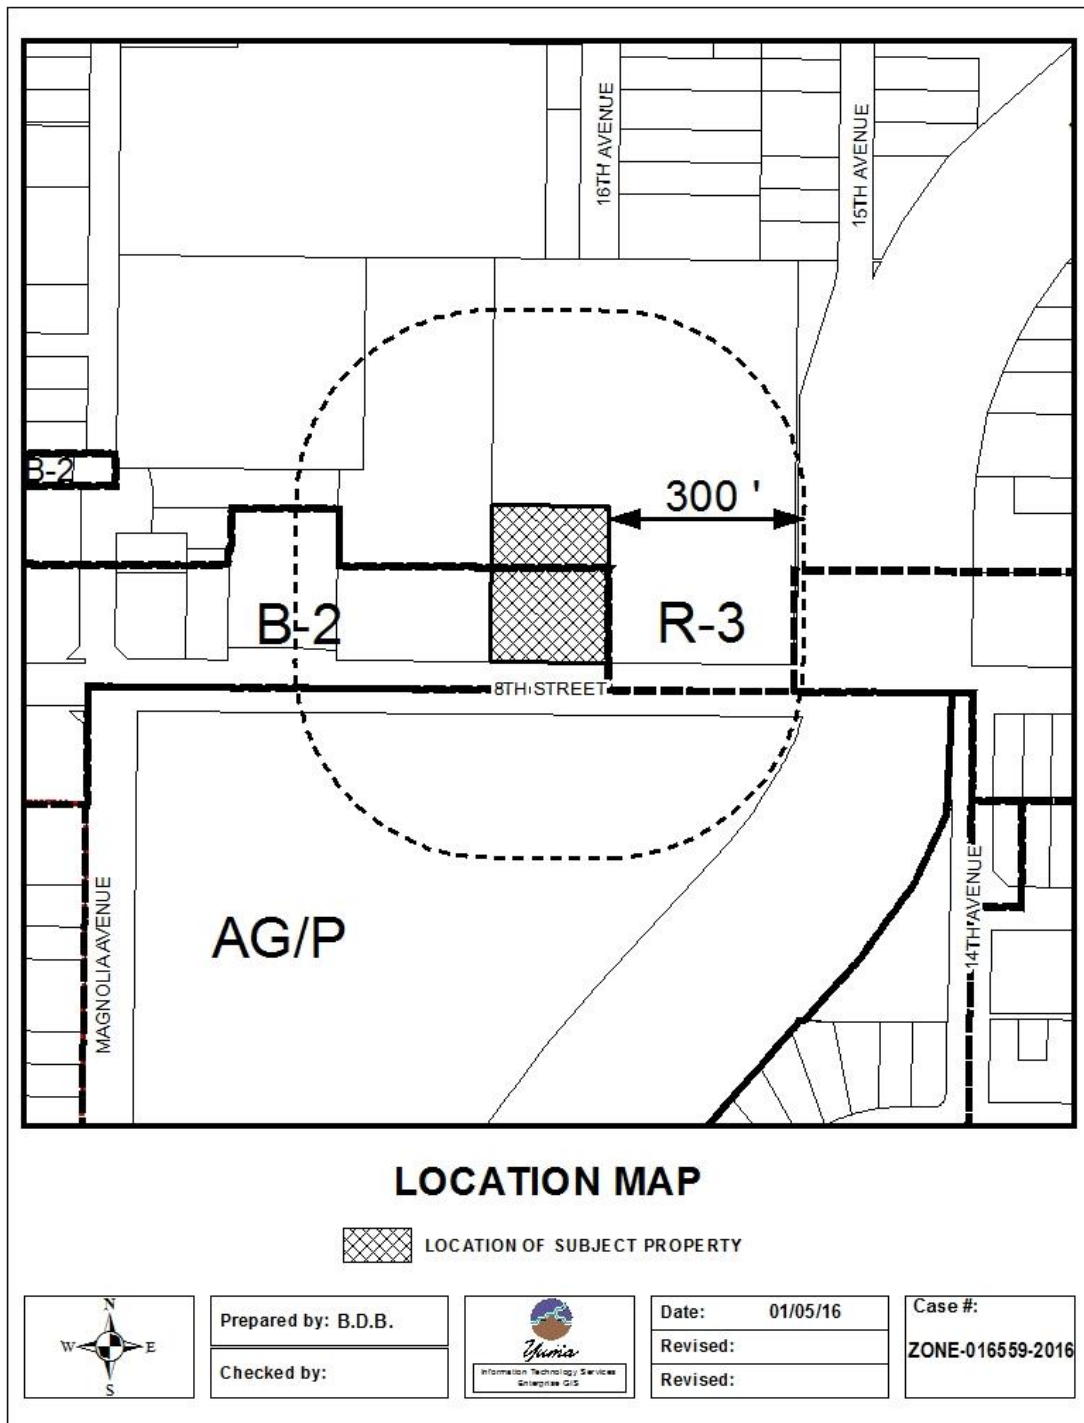 16TH AVENUE
15TH AVENUE
B-2
300 '
B-2
R-3
8TH STREET
MAGNOLIA AVENUE
AG/P
14TH AVENUE
LOCATION MAP
LOCATION OF SUBJECT PROPERTY
N
W E
S
Prepared by: B.D.B.
Checked by:
Yuma
Information Technology Services
Enterprise GIS
Date: 01/05/16
Revised:
Revised:
Case #:
ZONE-016559-2016